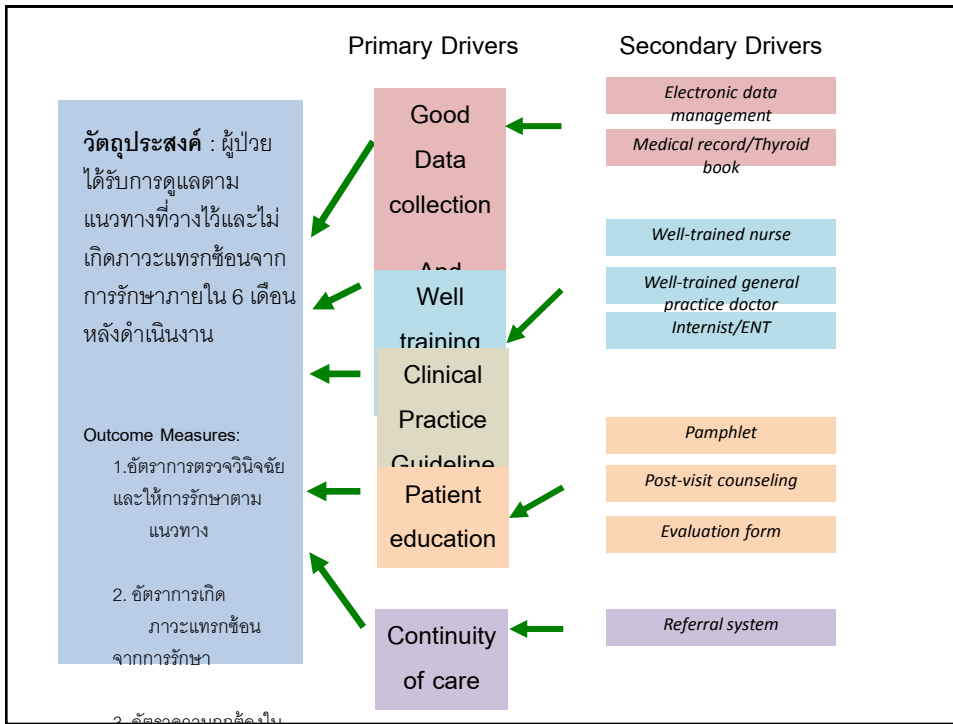 Primary Drivers
Secondary Drivers
วัตถุประสงค์ : ผู้ป่วย
ได้รับการดูแลตาม
แนวทางที่วางไว้และไม่
เกิดภาวะแทรกซ้อนจาก
การรักษาภายใน 6 เดือน
หลังดำเนินงาน
Outcome Measures:
1.อัตราการตรวจวินิจฉัย
และให้การรักษาตาม
แนวทาง
2. อัตราการเกิด
ภาวะแทรกซ้อน
จากการรักษา
Good
Data
collection
And
Well
training
Clinical
Practice
Guideline
Patient
education
Continuity
of care
Electronic data
management
Medical record/Thyroid
book
Well-trained nurse
Well-trained general
practice doctor
Internist/ENT
Pamphlet
Post-visit counseling
Evaluation form
Referral system